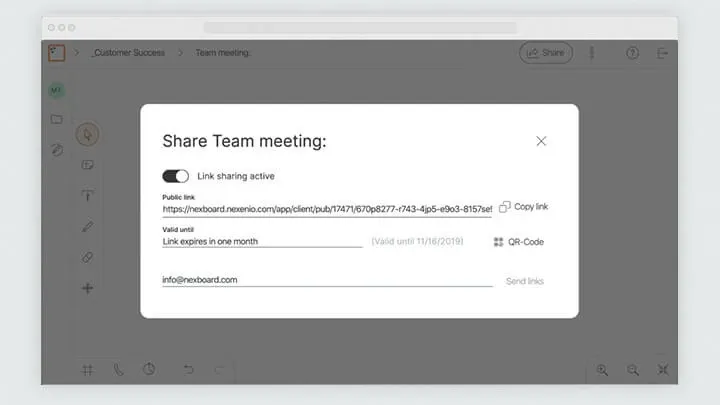 _Customer Success
Team meeting:
Share
MT
Share Team meeting:
Link sharing active
Public link
https://nexboard.nexenio.com/app/client/pub/17471/670p8277-r743-4jp5-e9o3-8157se!
Copy link
Valid until
Link expires in one month
(Valid until 11/16/2019)
QR-Code
info@nexboard.com
Send links